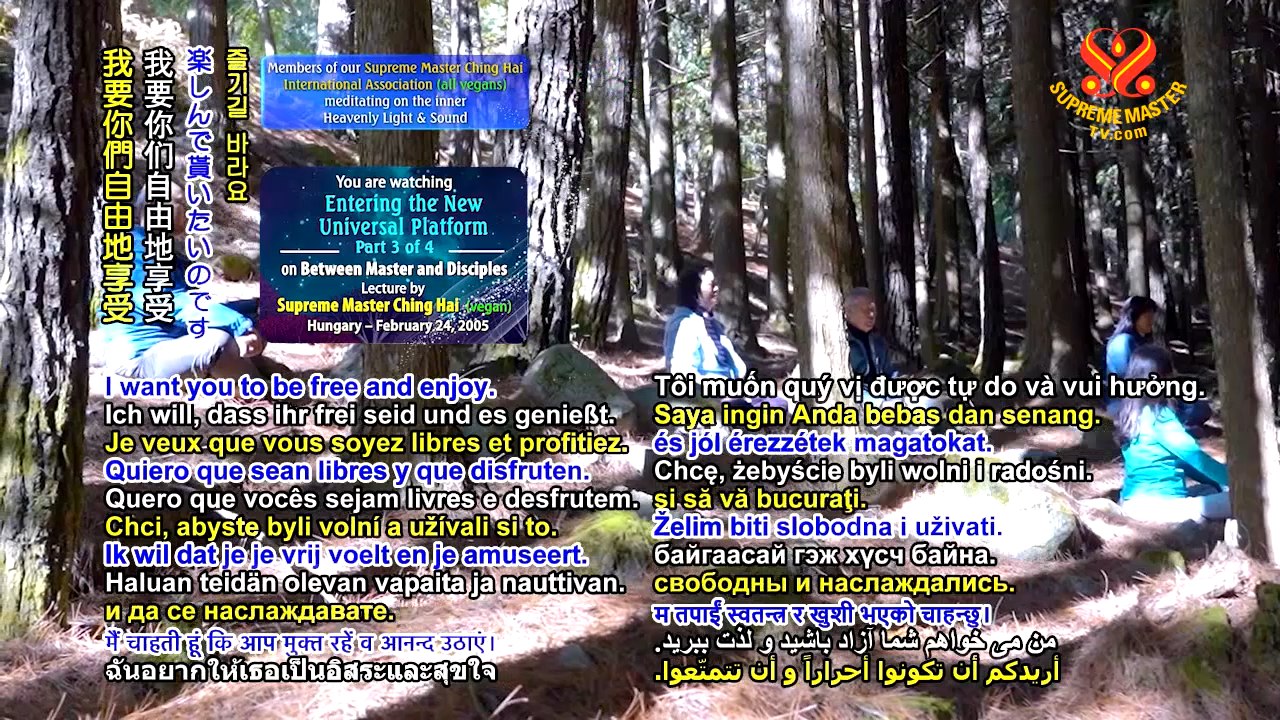 我要你們自由地享受
我要你们自由地享受
楽しんで貰いたいのです
즐기길 바라요
Members of our Supreme Master Ching Hai
International Association (all vegans)
meditating on the inner
Heavenly Light & Sound
You are watching
Entering the New
Universal Platform
Part 3 of 4
on Between Master and Disciples
Lecture by
Supreme Master Ching Hai (vegan)
Hungary – February 24, 2005
SUPREME MASTER
TV.com
I want you to be free and enjoy.
Ich will, dass ihr frei seid und es genießt.
Je veux que vous soyez libres et profitiez.
Quiero que sean libres y que disfruten.
Quero que vocês sejam livres e desfrutem.
Chci, abyste byli volní a užívali si to.
Ik wil dat je je vrij voelt en je amuseert.
Haluan teidän olevan vapaita ja nauttivan.
и да се наслаждавате.
मैं चाहती हूं कि आप मुक्त रहें व आनन्द उठाएं।
ฉันอยากให้เธอเป็นอิสระและสุขใจ
Tôi muốn quý vị được tự do và vui hưởng.
Saya ingin Anda bebas dan senang.
és jól érezzétek magatokat.
Chcę, żebyście byli wolni i radośni.
şi să vă bucuraţi.
Želim biti slobodna i uživati.
байгаасай гэж хүсч байна.
свободны и наслаждались.
म तपाईं स्वतन्त्र र खुशी भएको चाहन्छु।
من می خواهم شما آزاد باشید و لذت ببرید.
أريدكم أن تكونوا أحراراً و أن تتمتّعوا.